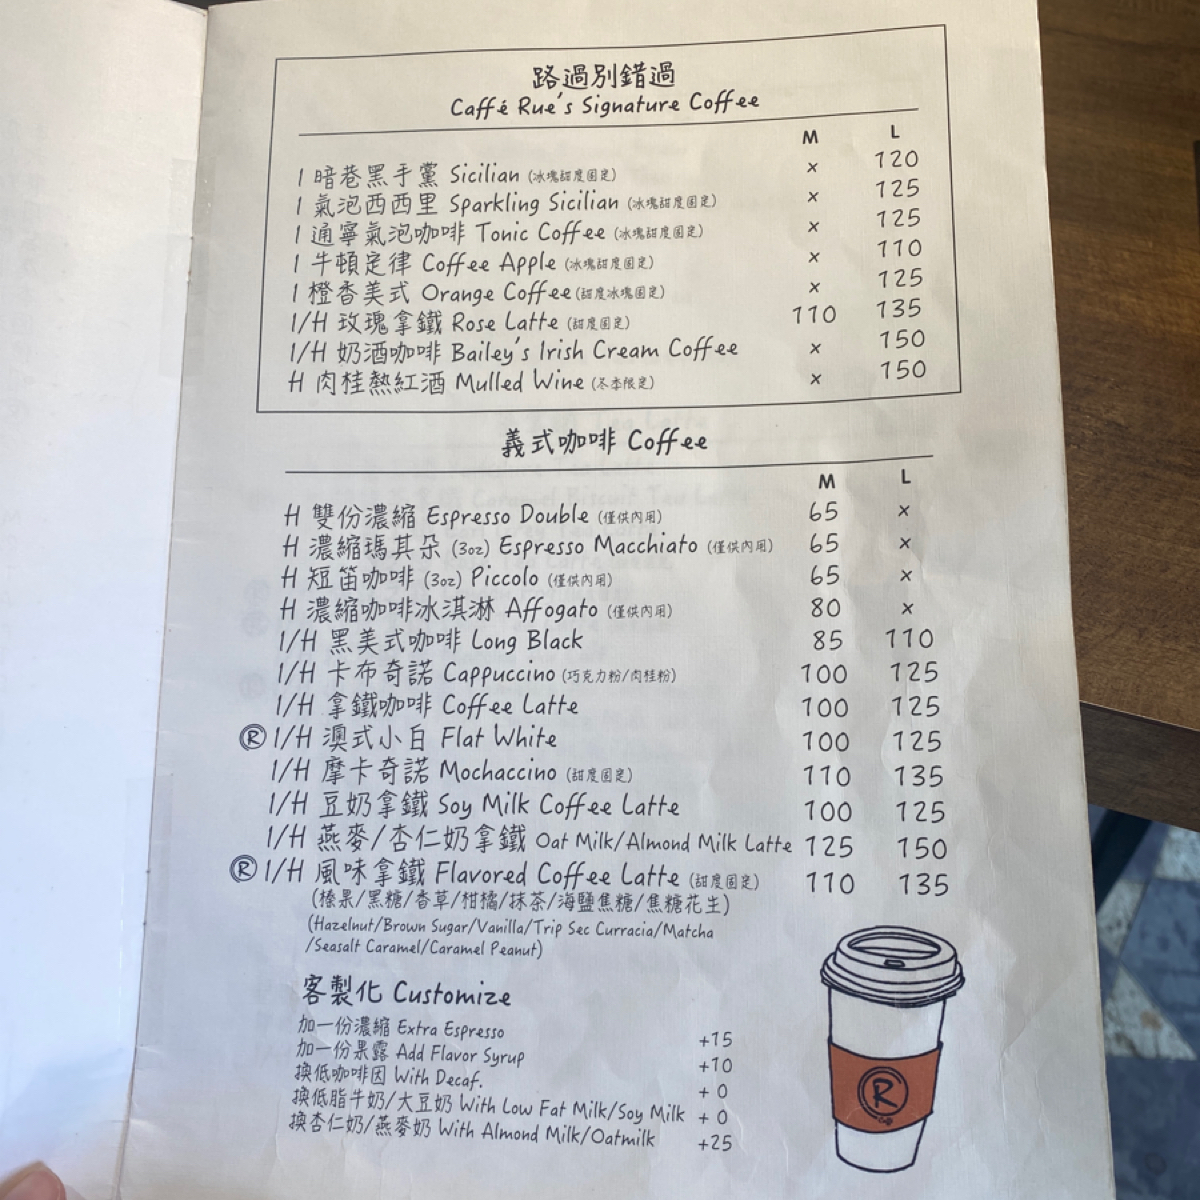 路過別錯過
Caffé Rue's Signature Coffee
M L
I 暗巷黑手黨 Sicilian (冰塊甜度固定) x 120
I 氣泡西西里 Sparkling Sicilian (冰塊甜度固定) x 125
I 通寧氣泡咖啡 Tonic Coffee (冰塊甜度固定) x 125
I 牛頓定律 Coffee Apple (冰塊甜度固定) x 110
I 橙香美式 Orange Coffee (甜度冰塊固定) x 125
I/H 玫瑰拿鐵 Rose Latte (甜度固定) 110 135
I/H 奶酒咖啡 Bailey's Irish Cream Coffee x 150
H 肉桂熱紅酒 Mulled Wine (冬季限定) x 150
義式咖啡 Coffee
M L
H 雙份濃縮 Espresso Double (僅供內用) 65 x
H 濃縮瑪其朵 (3oz) Espresso Macchiato (僅供內用) 65 x
H 短笛咖啡 (3oz) Piccolo (僅供內用) 65 x
H 濃縮咖啡冰淇淋 Affogato (僅供內用) 80 x
I/H 黑美式咖啡 Long Black 85 110
I/H 卡布奇諾 Cappuccino (巧克力粉/肉桂粉) 100 125
I/H 拿鐵咖啡 Coffee Latte 100 125
Ⓡ I/H 澳式小白 Flat White 100 125
I/H 摩卡奇諾 Mochaccino (甜度固定) 110 135
I/H 豆奶拿鐵 Soy Milk Coffee Latte 100 125
I/H 燕麥/杏仁奶拿鐵 Oat Milk/Almond Milk Latte 125 150
Ⓡ I/H 風味拿鐵 Flavored Coffee Latte (甜度固定) 110 135
(榛果/黑糖/香草/柑橘/抹茶/海鹽焦糖/焦糖花生)
(Hazelnut/Brown Sugar/Vanilla/Trip Sec Curracia/Matcha
/Seasalt Caramel/Caramel Peanut)
客製化 Customize
加一份濃縮 Extra Espresso +15
加一份果露 Add Flavor Syrup +10
換低咖啡因 With Decaf. + 0
換低脂牛奶/大豆奶 With Low Fat Milk/Soy Milk + 0
換杏仁奶/燕麥奶 With Almond Milk/Oatmilk +25
R